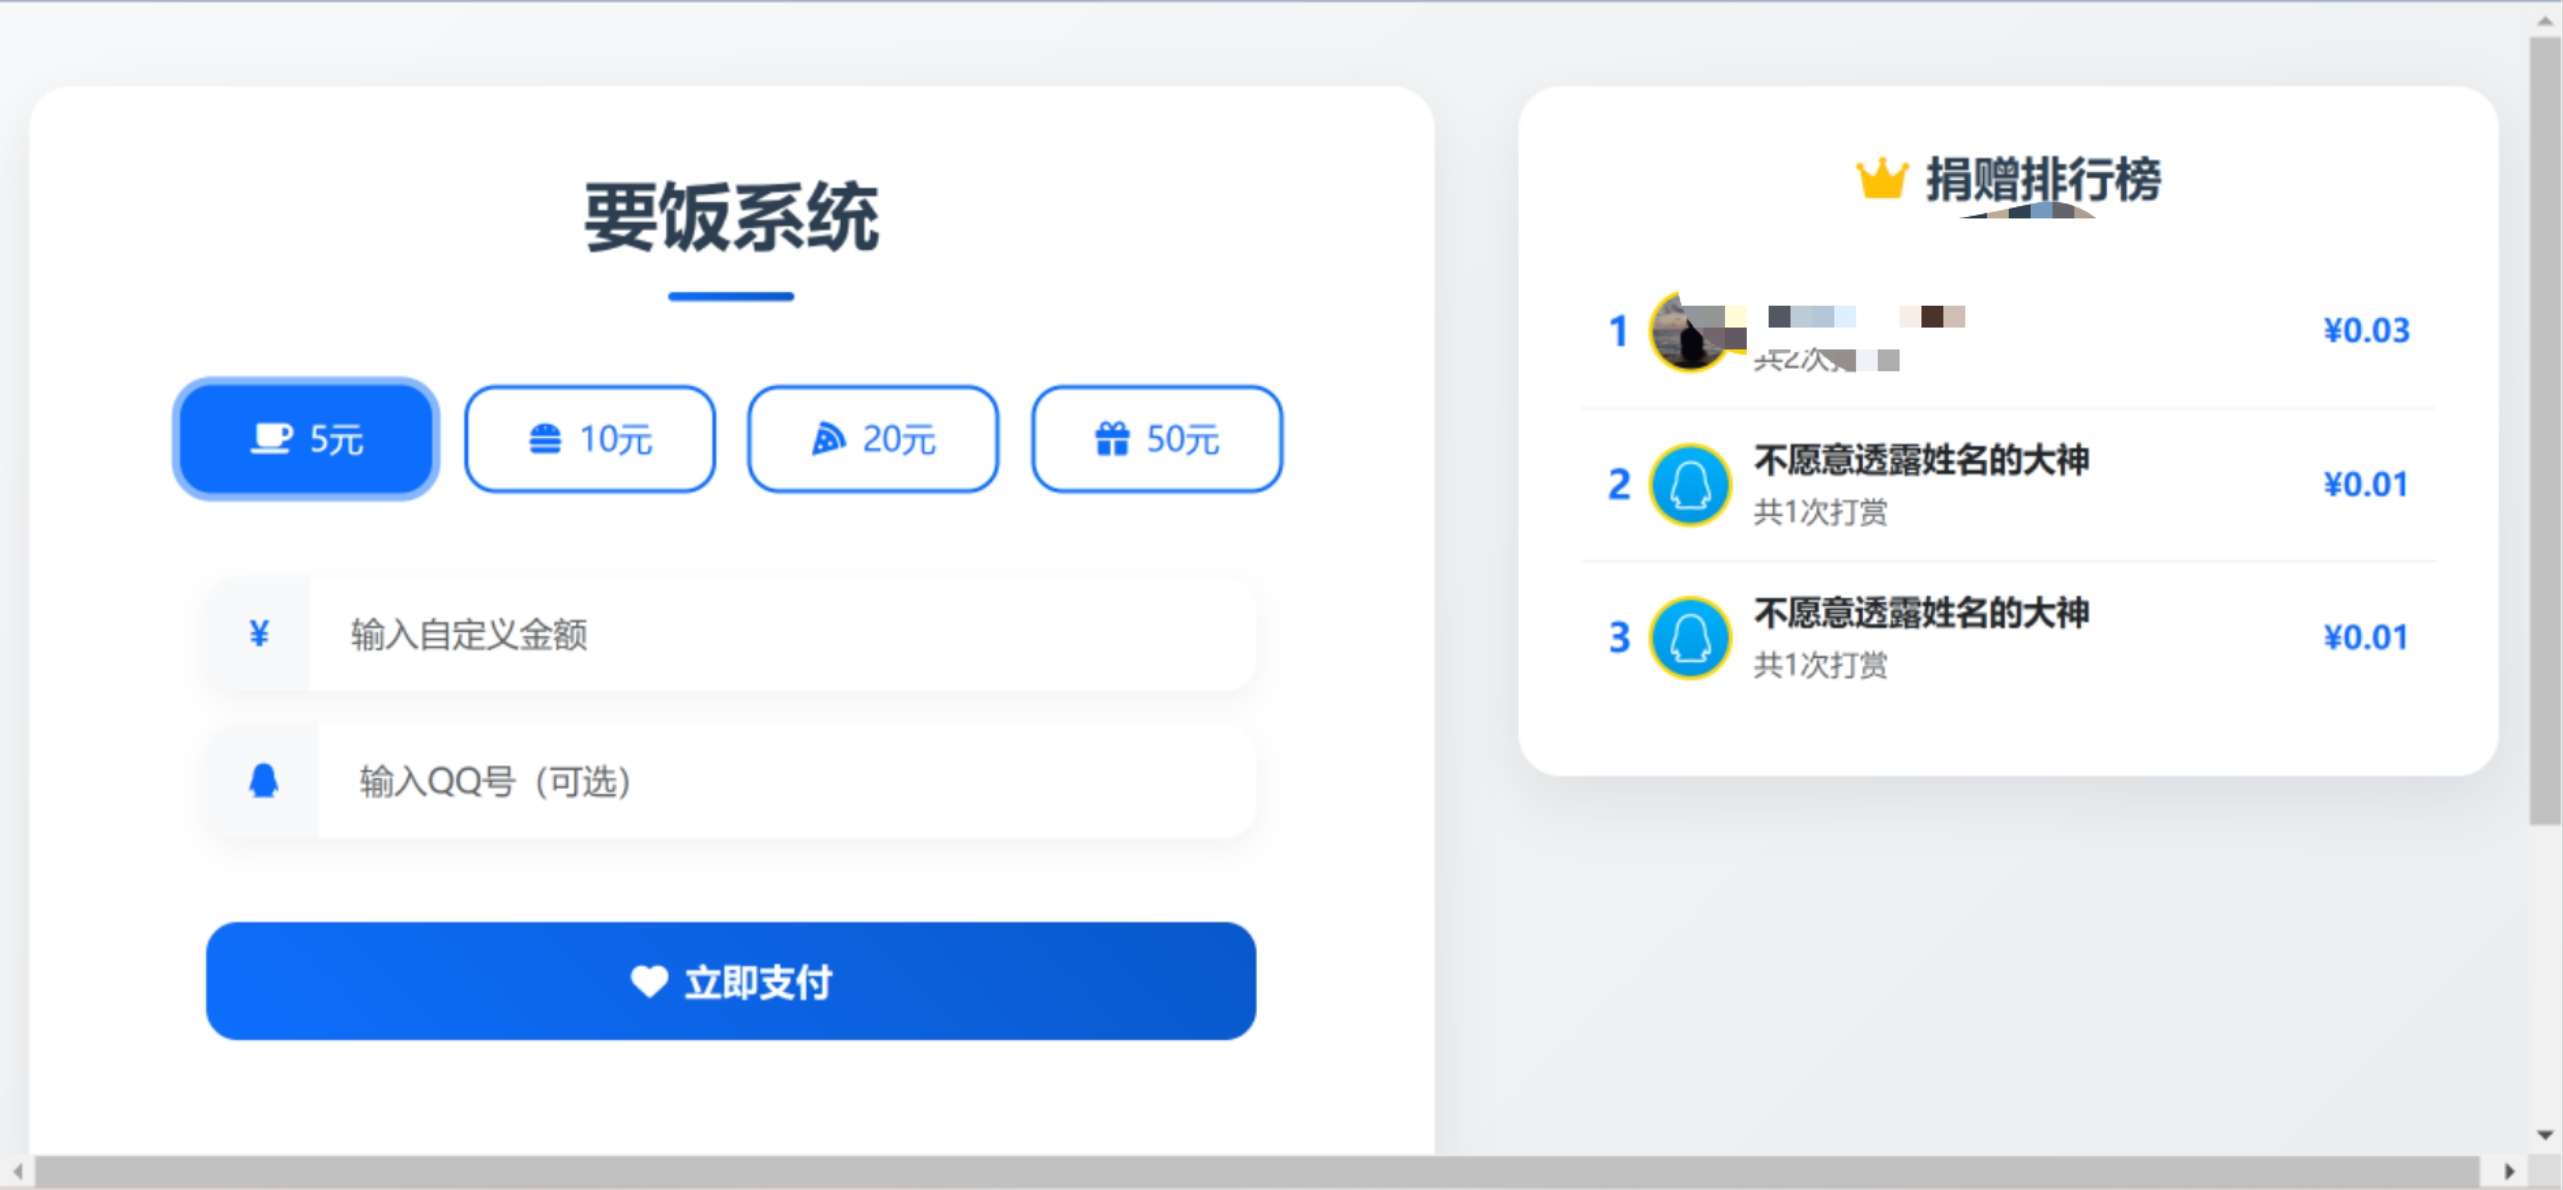 要饭系统
5元
10元
20元
50元
¥
输入自定义金额
输入QQ号（可选）
立即支付
捐赠排行榜
1
共2次
¥0.03
2
不愿意透露姓名的大神
共1次打赏
¥0.01
3
不愿意透露姓名的大神
共1次打赏
¥0.01